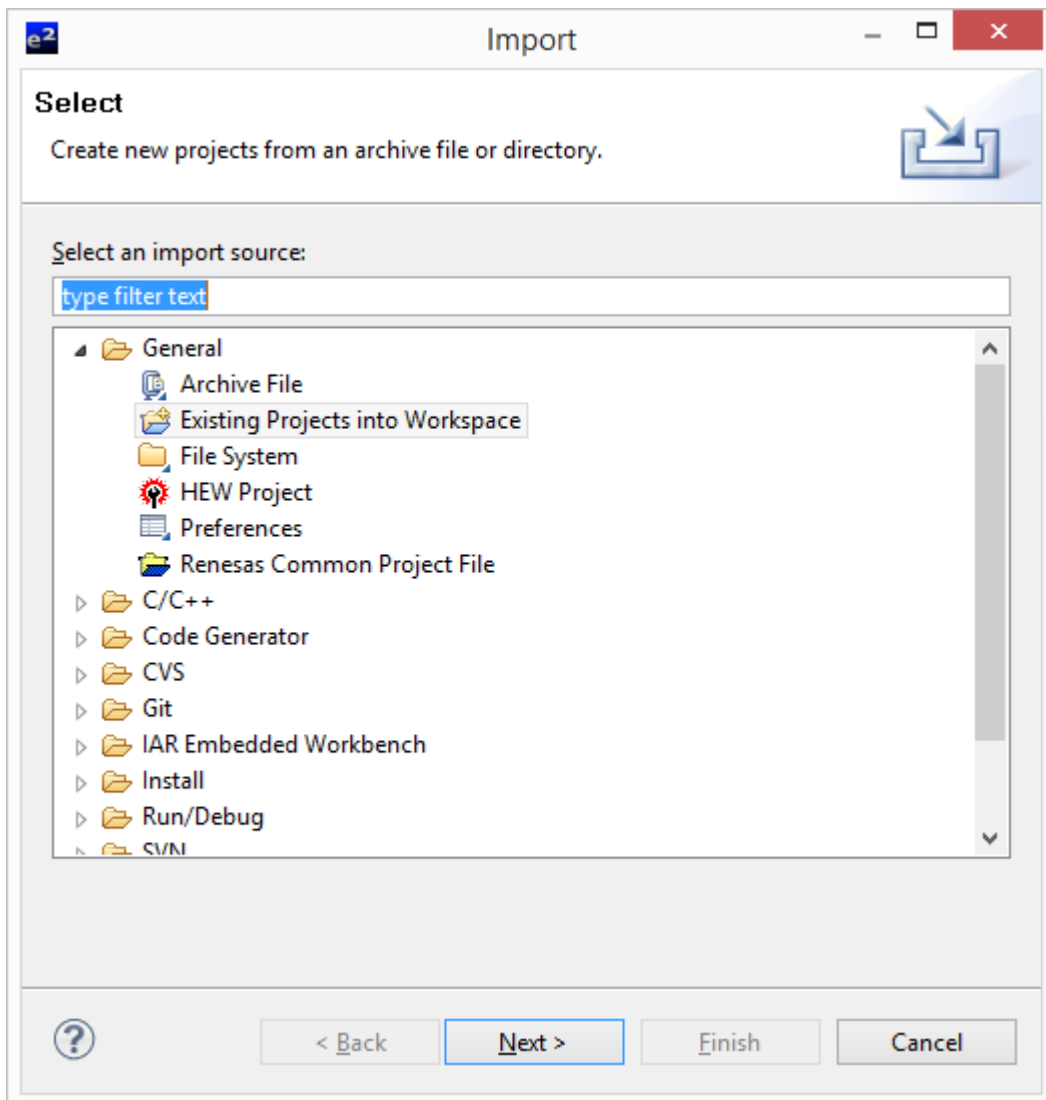 e²
Import
Select
Create new projects from an archive file or directory.
Select an import source:
type filter text
General
Archive File
Existing Projects into Workspace
File System
HEW Project
Preferences
Renesas Common Project File
C/C++
Code Generator
CVS
Git
IAR Embedded Workbench
Install
Run/Debug
SVN
?
< Back
Next >
Finish
Cancel